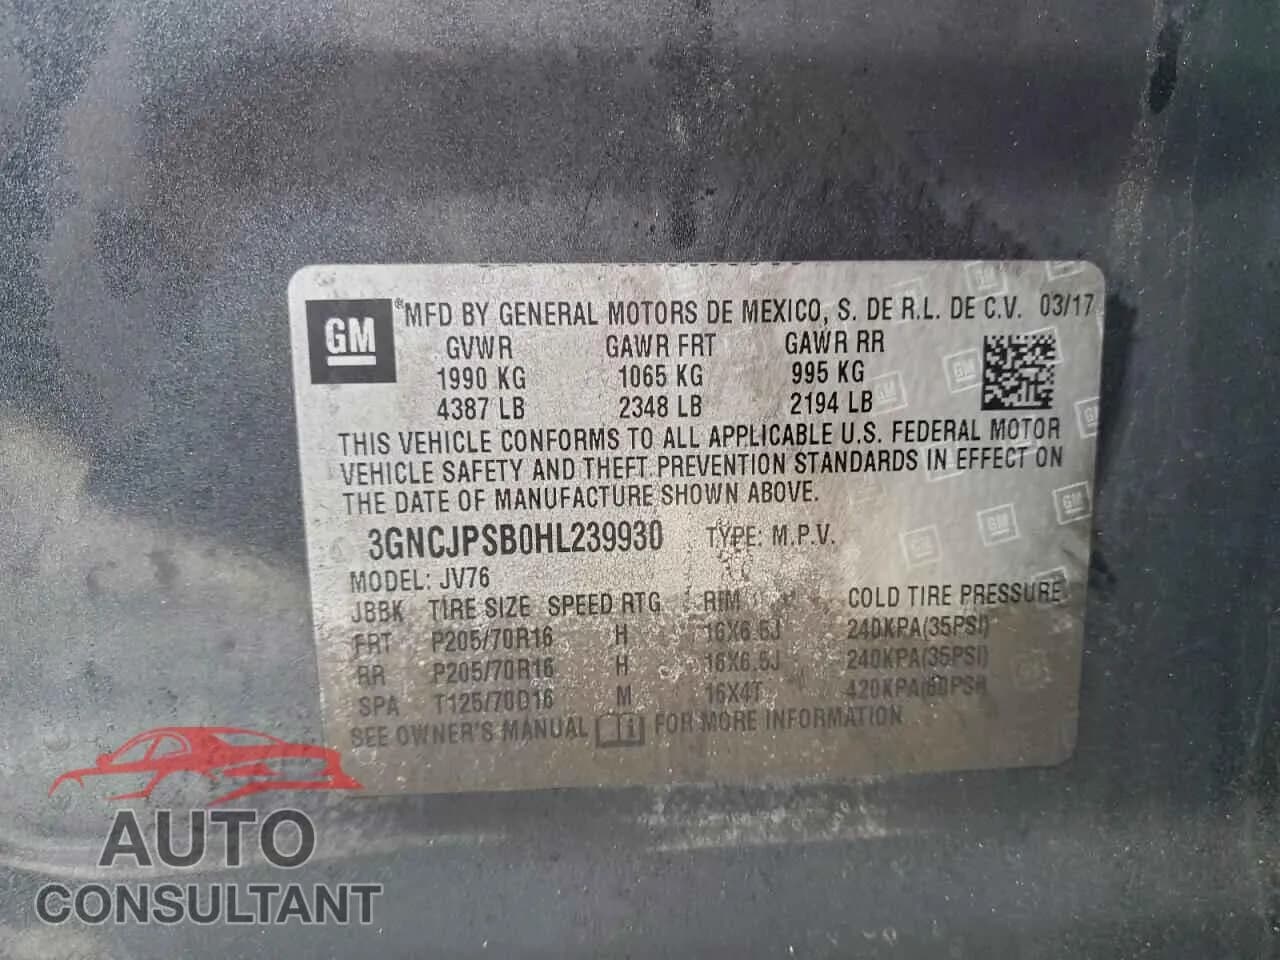 GM
®MFD BY GENERAL MOTORS DE MEXICO, S. DE R.L. DE C.V. 03/17
GVWR GAWR FRT GAWR RR
1990 KG 1065 KG 995 KG
4387 LB 2348 LB 2194 LB
THIS VEHICLE CONFORMS TO ALL APPLICABLE U.S. FEDERAL MOTOR
VEHICLE SAFETY AND THEFT PREVENTION STANDARDS IN EFFECT ON
THE DATE OF MANUFACTURE SHOWN ABOVE.
3GNCJPSB0HL239930 TYPE: M.P.V.
MODEL: JV76
JBBK TIRE SIZE SPEED RTG RIM COLD TIRE PRESSURE
FRT P205/70R16 H 16X6.5J 240KPA(35PSI)
RR P205/70R16 H 16X6.5J 240KPA(35PSI)
SPA T125/70D16 M 16X4T 420KPA(60PSI)
SEE OWNER'S MANUAL FOR MORE INFORMATION
AUTO
CONSULTANT